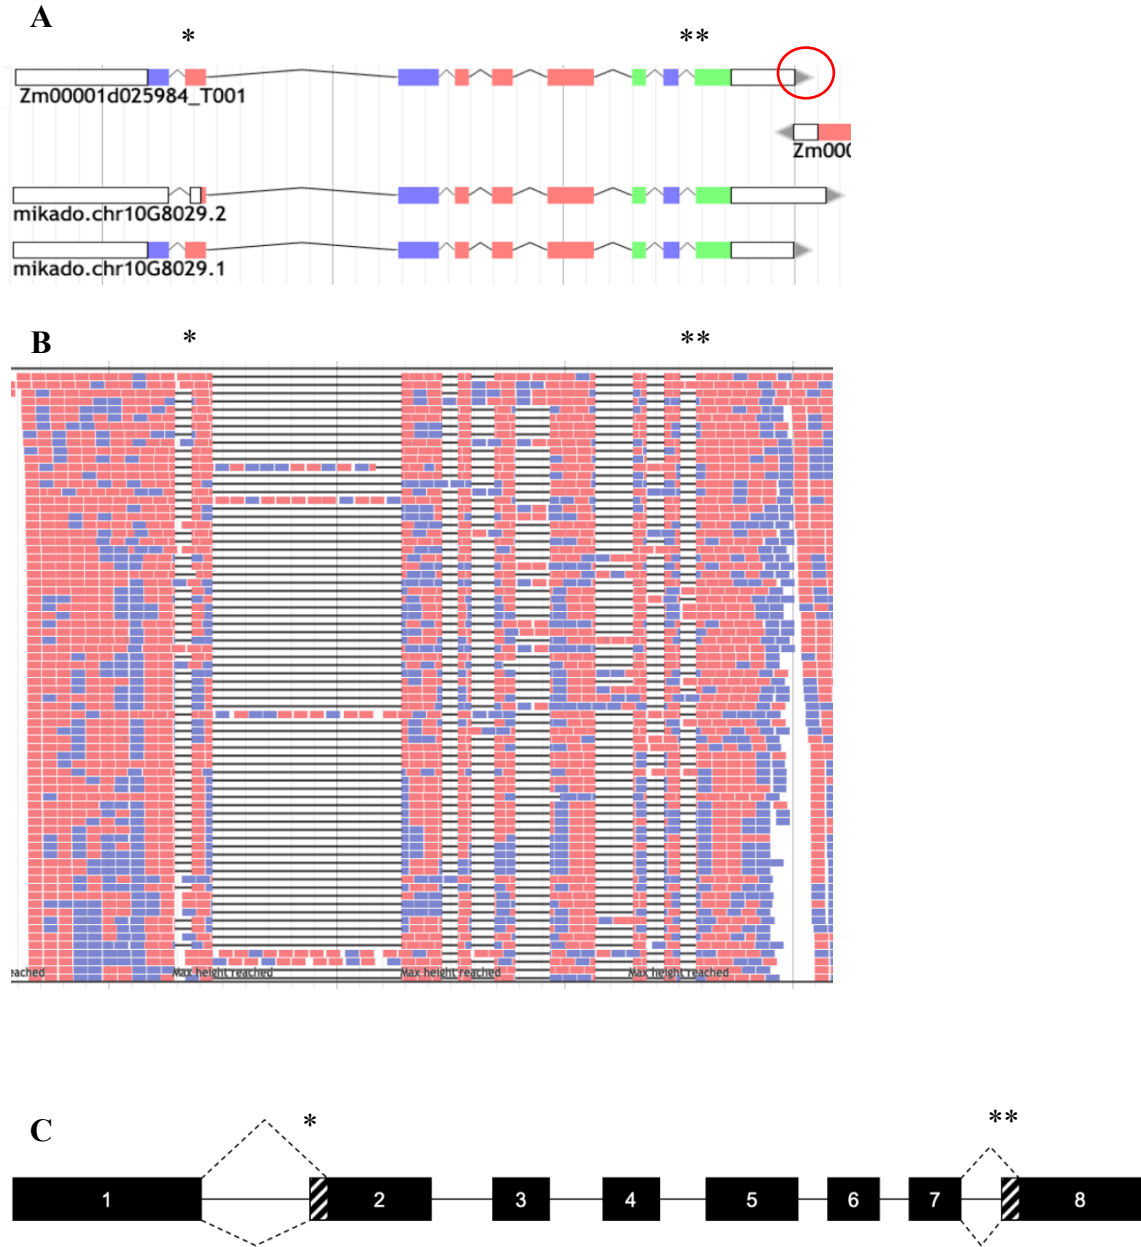 A
* **
Zm00001d025984_T001
Zm000
mikado.chr10G8029.2
mikado.chr10G8029.1
B
* **
eached Max height reached Max height reached Max height reached
C
* **
1 2 3 4 5 6 7 8